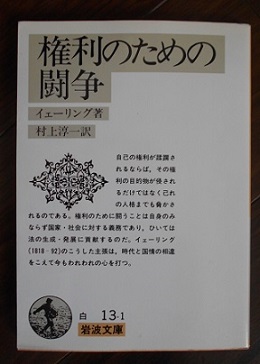 権利のための
闘争
イェーリング著
村上淳一訳
自己の権利が蹂躙さ
れるならば，その権
利の目的物が侵され
るだけではなく己れ
の人格までも脅かさ
れるのである．権利のために闘うことは自身のみ
ならず国家・社会に対する義務であり，ひいては
法の生成・発展に貢献するのだ．イェーリング
(1818-92)のこうした主張は，時代と国情の相違
をこえて今もわれわれの心を打つ．
白 13-1
岩波文庫